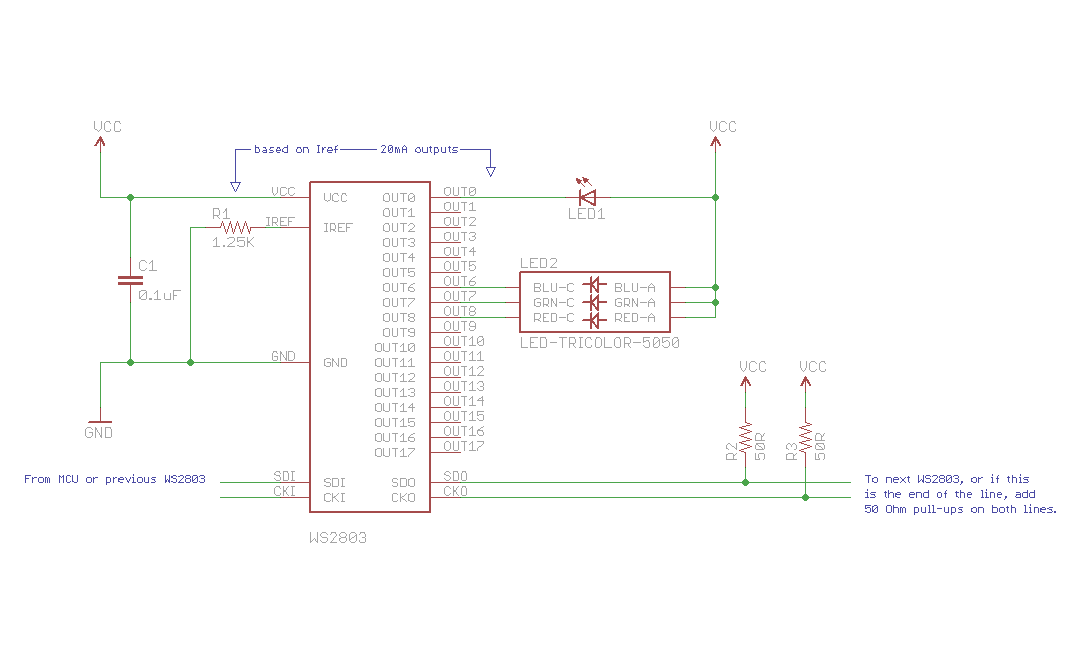 VCC
VCC
based on Iref
20mA outputs
VCC
VCC
OUT0
OUT0
LED1
OUT1
OUT1
R1
IREF
IREF
1.25K
OUT2
OUT2
OUT3
OUT3
OUT4
OUT4
OUT5
OUT5
C1
0.1uF
LED2
OUT6
OUT6
BLU-C
BLU-A
OUT7
OUT7
GRN-C
GRN-A
OUT8
OUT8
RED-C
RED-A
OUT9
OUT9
LED-TRICOLOR-5050
OUT10
OUT10
GND
GND
OUT11
OUT11
OUT12
OUT12
VCC
VCC
OUT13
OUT13
OUT14
OUT14
OUT15
OUT15
OUT16
OUT16
OUT17
OUT17
GND
R2
50R
R3
50R
From MCU or previous WS2803
SDI
SDI
SDO
SDO
CKI
CKI
CKO
CKO
To next WS2803, or if this
is the end of the line, add
50 Ohm pull-ups on both lines.
WS2803